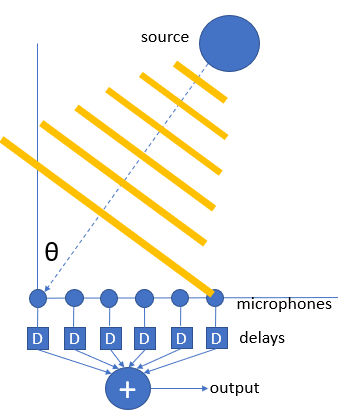 source
θ
microphones
D D D D D D
delays
+
output